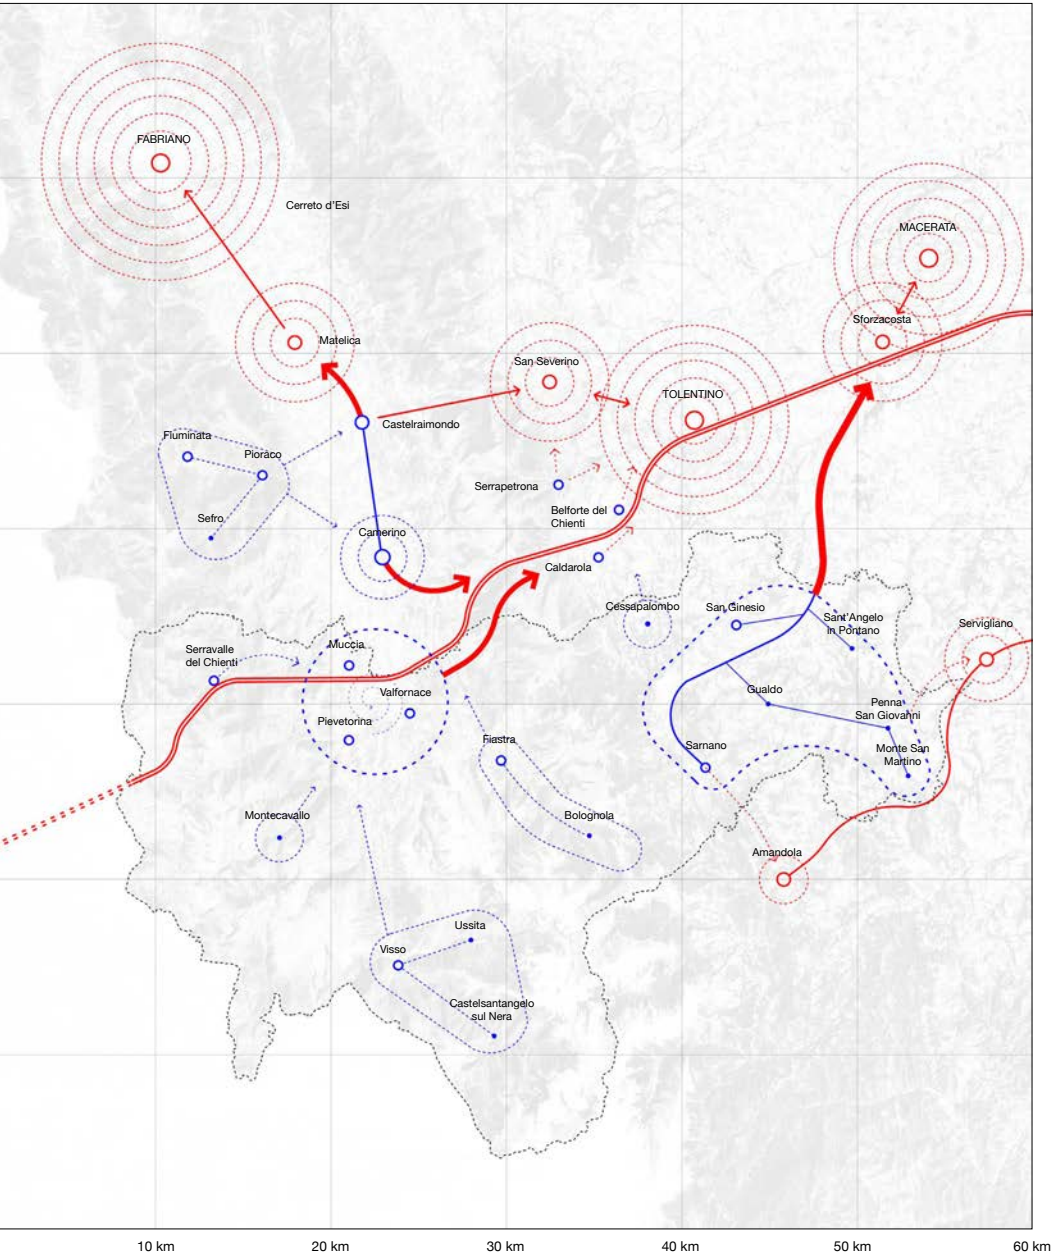 FABRIANO
Cerreto d'Esi
MACERATA
Sforzacosta
Matelica
San Severino
TOLENTINO
Castelraimondo
Fiuminata
Pioraco
Serrapetrona
Sefro
Belforte del
Chienti
Camerino
Caldarola
Cessapalombo
San Ginesio
Sant'Angelo
in Pontano
Servigliano
Serravalle
del Chienti
Muccia
Valfornace
Gualdo
Penna
San Giovanni
Pievetorina
Fiastra
Sarnano
Monte San
Martino
Montecavallo
Bolognola
Amandola
Ussita
Visso
Castelsantangelo
sul Nera
10 km
20 km
30 km
40 km
50 km
60 km